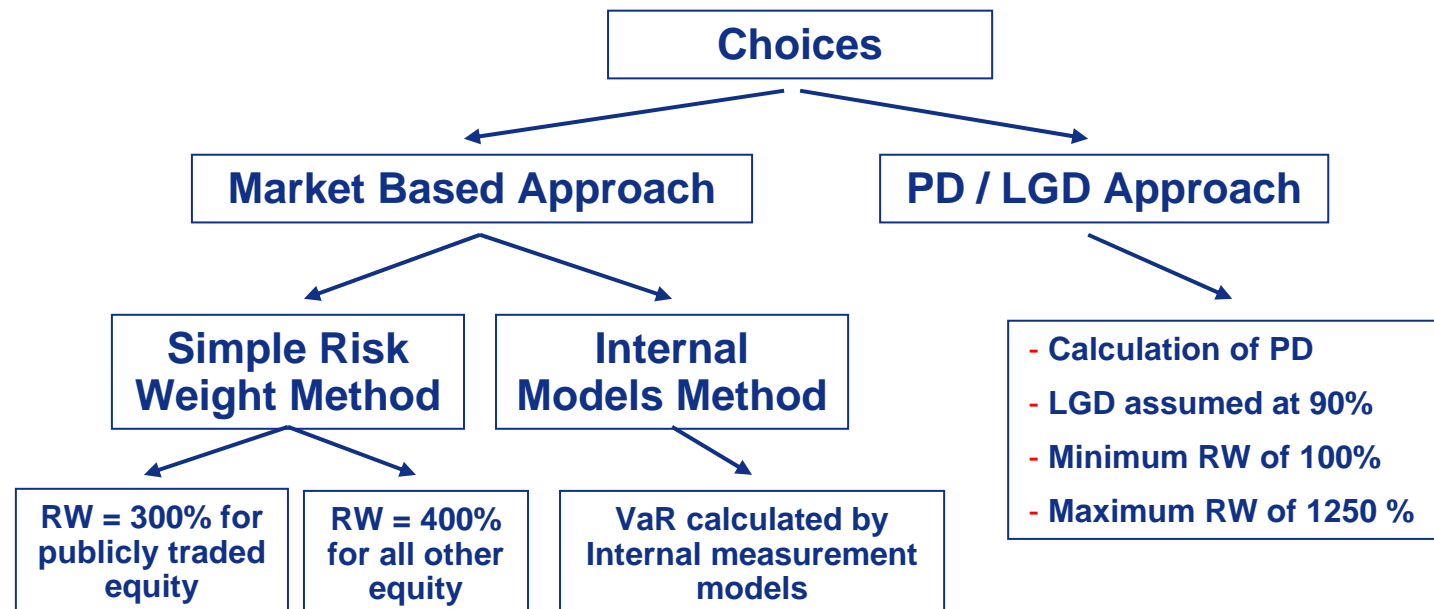 Choices
Market Based Approach
PD / LGD Approach
Simple Risk
Weight Method
Internal
Models Method
- Calculation of PD
- LGD assumed at 90%
- Minimum RW of 100%
- Maximum RW of 1250 %
RW = 300% for
publicly traded
equity
RW = 400%
for all other
equity
VaR calculated by
Internal measurement
models